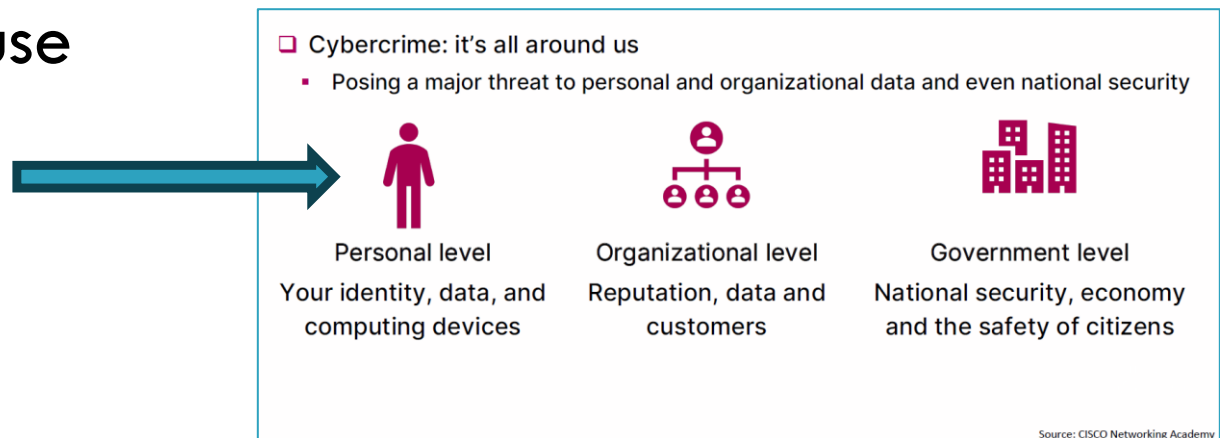 ❑ Cybercrime: it's all around us
▪ Posing a major threat to personal and organizational data and even national security
Personal level
Your identity, data, and
computing devices
Organizational level
Reputation, data and
customers
Government level
National security, economy
and the safety of citizens
Source: CISCO Networking Academy